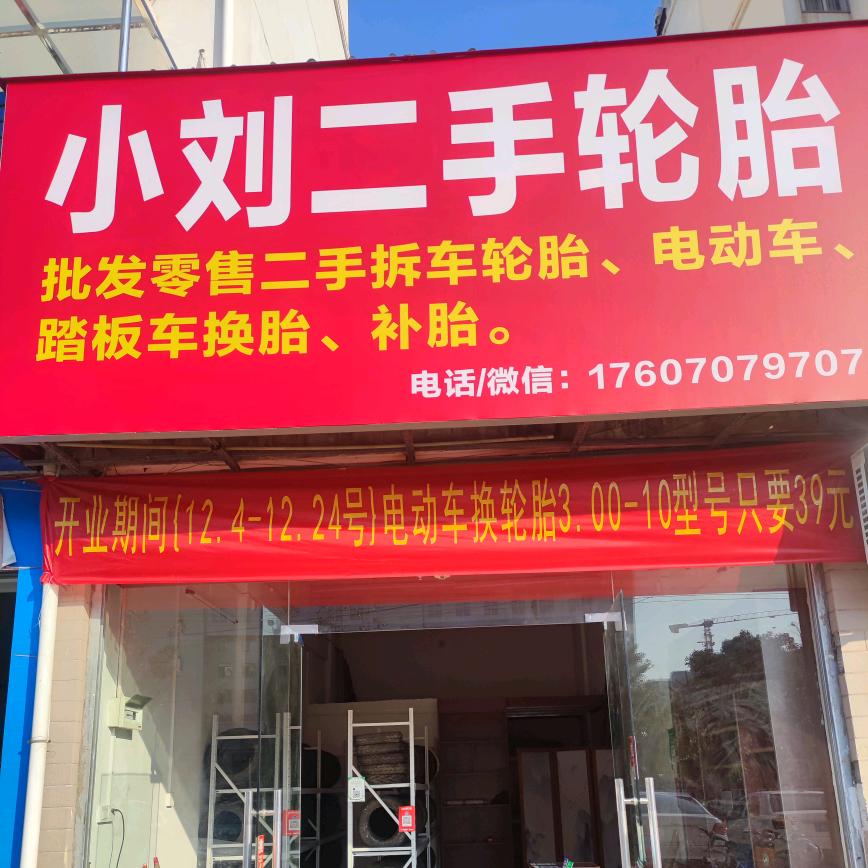 小刘二手轮胎
批发零售二手拆车轮胎、电动车、
踏板车换胎、补胎。
电话/微信：17607079707
开业期间{12.4-12.24号}电动车换轮胎3.00-10型号只要39元